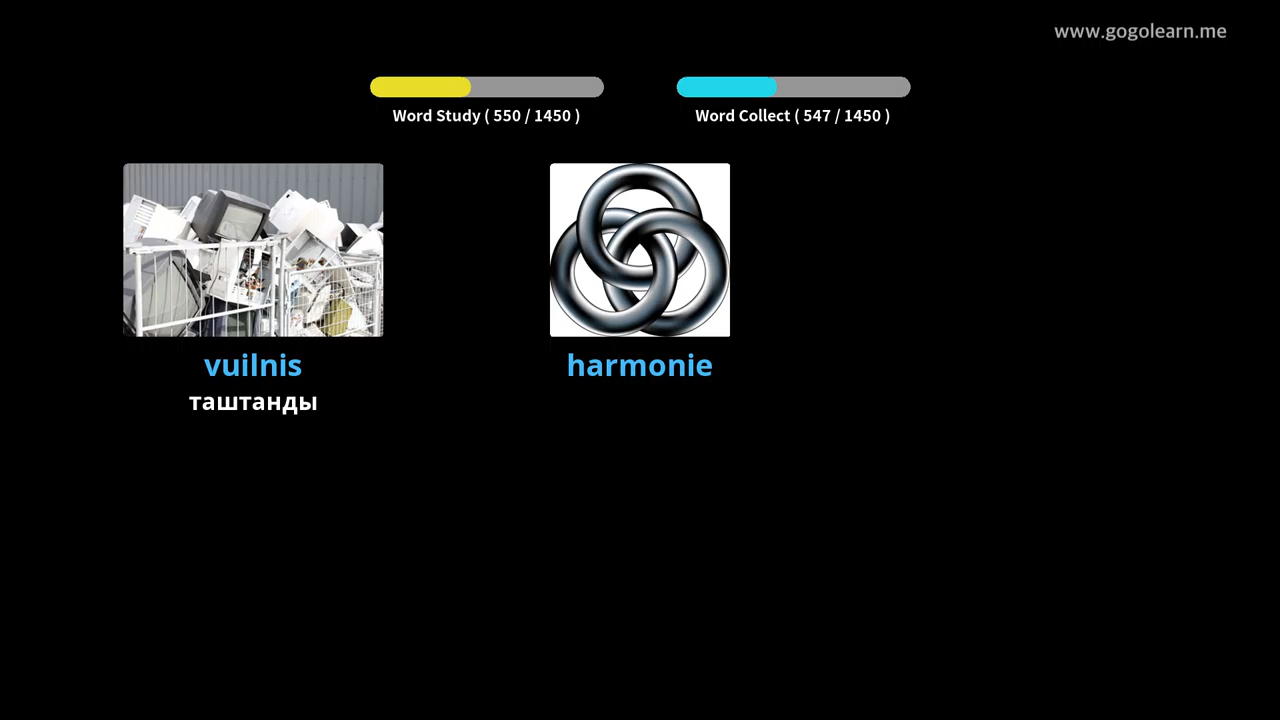 www.gogolearn.me
Word Study ( 550 / 1450 )
Word Collect ( 547 / 1450 )
vuilnis
harmonie
таштанды